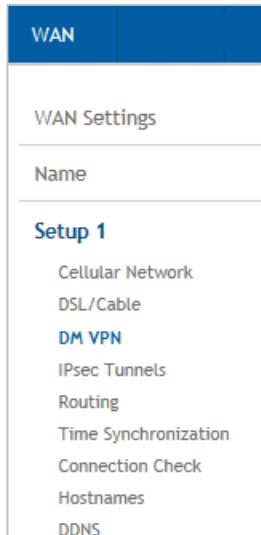 WAN
WAN Settings
Name
Setup 1
Cellular Network
DSL/Cable
DM VPN
IPsec Tunnels
Routing
Time Synchronization
Connection Check
Hostnames
DDNS